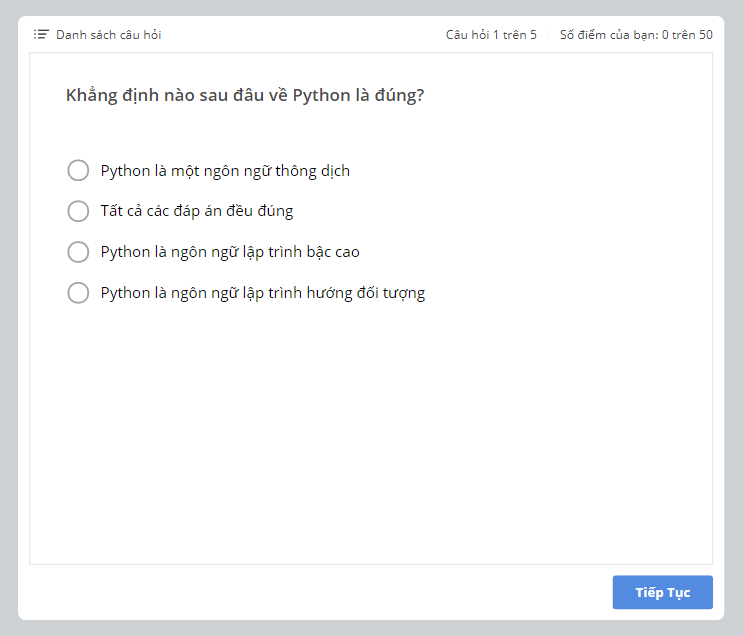 Danh sách câu hỏi
Câu hỏi 1 trên 5
Số điểm của bạn: 0 trên 50
Khẳng định nào sau đâu về Python là đúng?
Python là một ngôn ngữ thông dịch
Tất cả các đáp án đều đúng
Python là ngôn ngữ lập trình bậc cao
Python là ngôn ngữ lập trình hướng đối tượng
Tiếp Tục